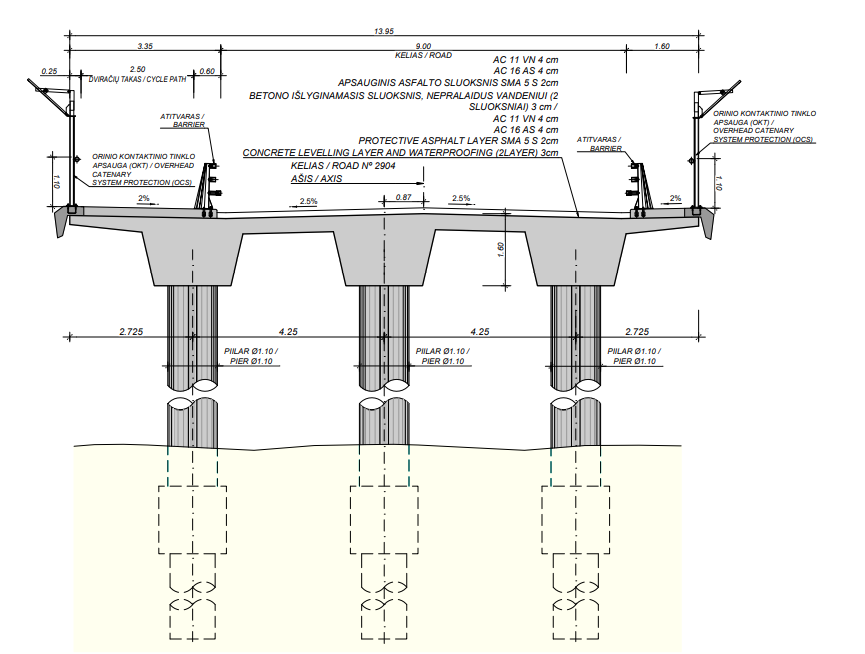 13.95
3.35
9.00
1.60
KELIAS / ROAD
0.25
2.50
0.60
DVIRAČIŲ TAKAS / CYCLE PATH
AC 11 VN 4 cm
AC 16 AS 4 cm
APSAUGINIS ASFALTO SLUOKSNIS SMA 5 S 2cm
BETONO IŠLYGINAMASIS SLUOKSNIS, NEPRALAIDUS VANDENIUI (2
SLUOKSNIAI) 3 cm /
AC 11 VN 4 cm
AC 16 AS 4 cm
PROTECTIVE ASPHALT LAYER SMA 5 S 2cm
CONCRETE LEVELLING LAYER AND WATERPROOFING (2LAYER) 3cm
KELIAS / ROAD Nº 2904
AŠIS / AXIS
ATITVARAS /
BARRIER
ORINIO KONTAKTINIO TINKLO
APSAUGA (OKT) / OVERHEAD
CATENARY
SYSTEM PROTECTION (OCS)
1.10
ATITVARAS /
BARRIER
ORINIO KONTAKTINIO TINKLO
APSAUGA (OKT) /
OVERHEAD CATENARY
SYSTEM PROTECTION (OCS)
1.10
2%
2.5%
0.87
2.5%
2%
1.60
2.725
4.25
4.25
2.725
PIILAR Ø1.10 /
PIER Ø1.10
PIILAR Ø1.10 /
PIER Ø1.10
PIILAR Ø1.10 /
PIER Ø1.10